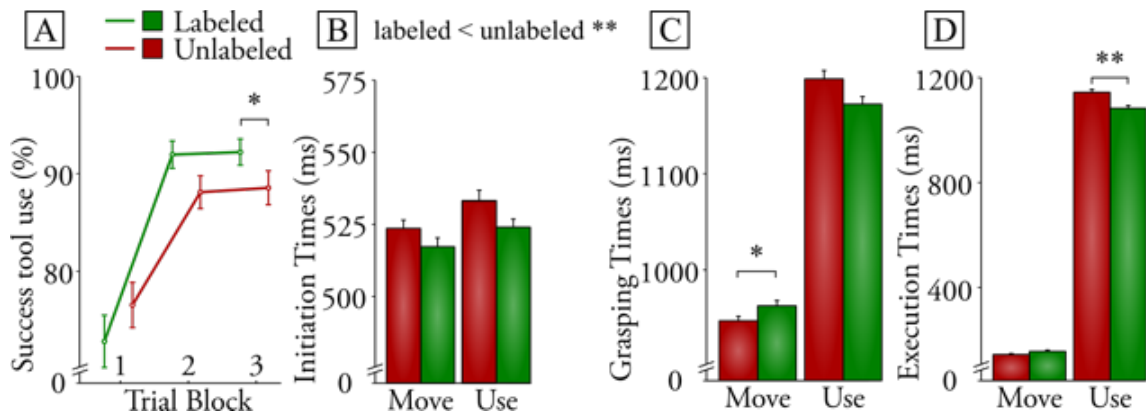 A
Labeled
Unlabeled
Success tool use (%)
100
90
80
0
*
1 2 3
Trial Block
B
labeled < unlabeled **
Initiation Times (ms)
575
550
525
500
0
Move Use
C
Grasping Times (ms)
1200
1100
1000
0
*
Move Use
D
Execution Times (ms)
1200
800
400
0
**
Move Use